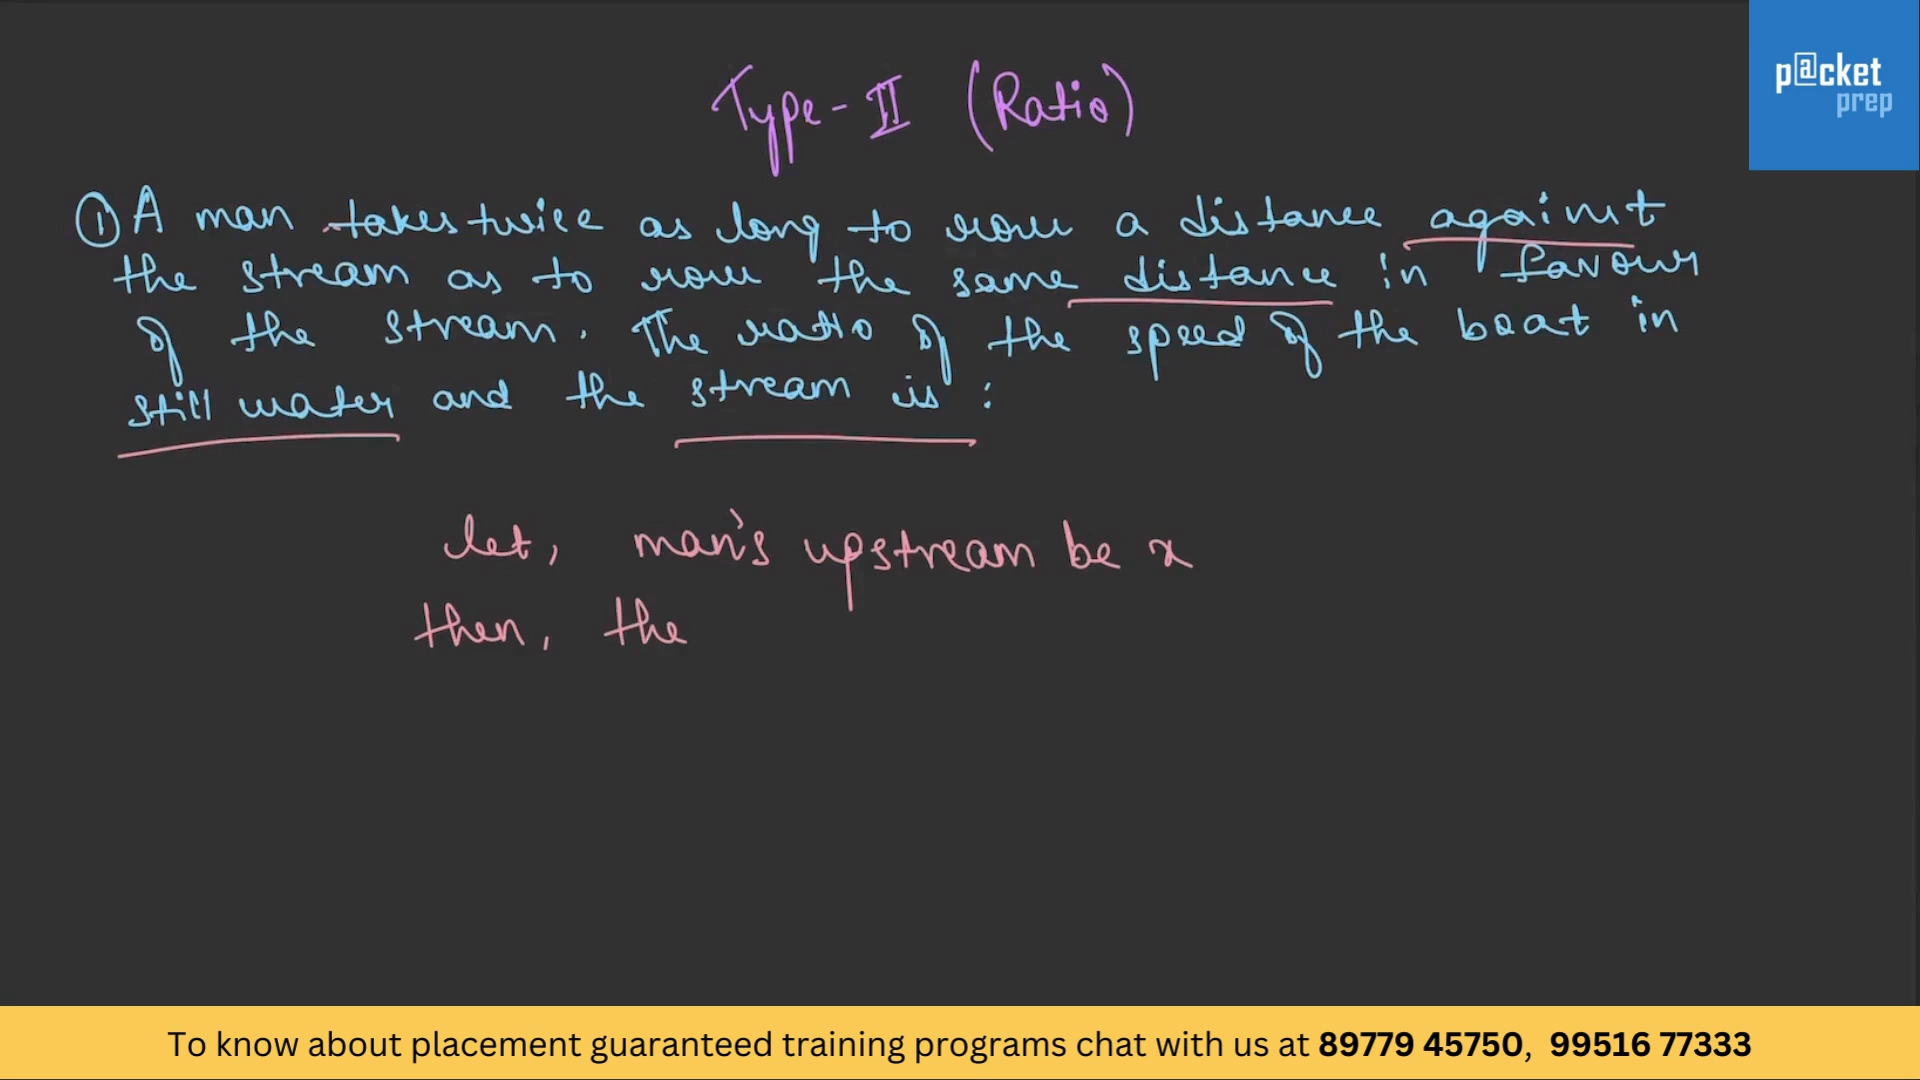 p@cket
prep
Type-II (Ratio)
① A man takes twice as long to row a distance against
the stream as to row the same distance in favour
of the stream. The ratio of the speed of the boat in
still water and the stream is :
let, man's upstream be x
then, the
To know about placement guaranteed training programs chat with us at 89779 45750, 99516 77333